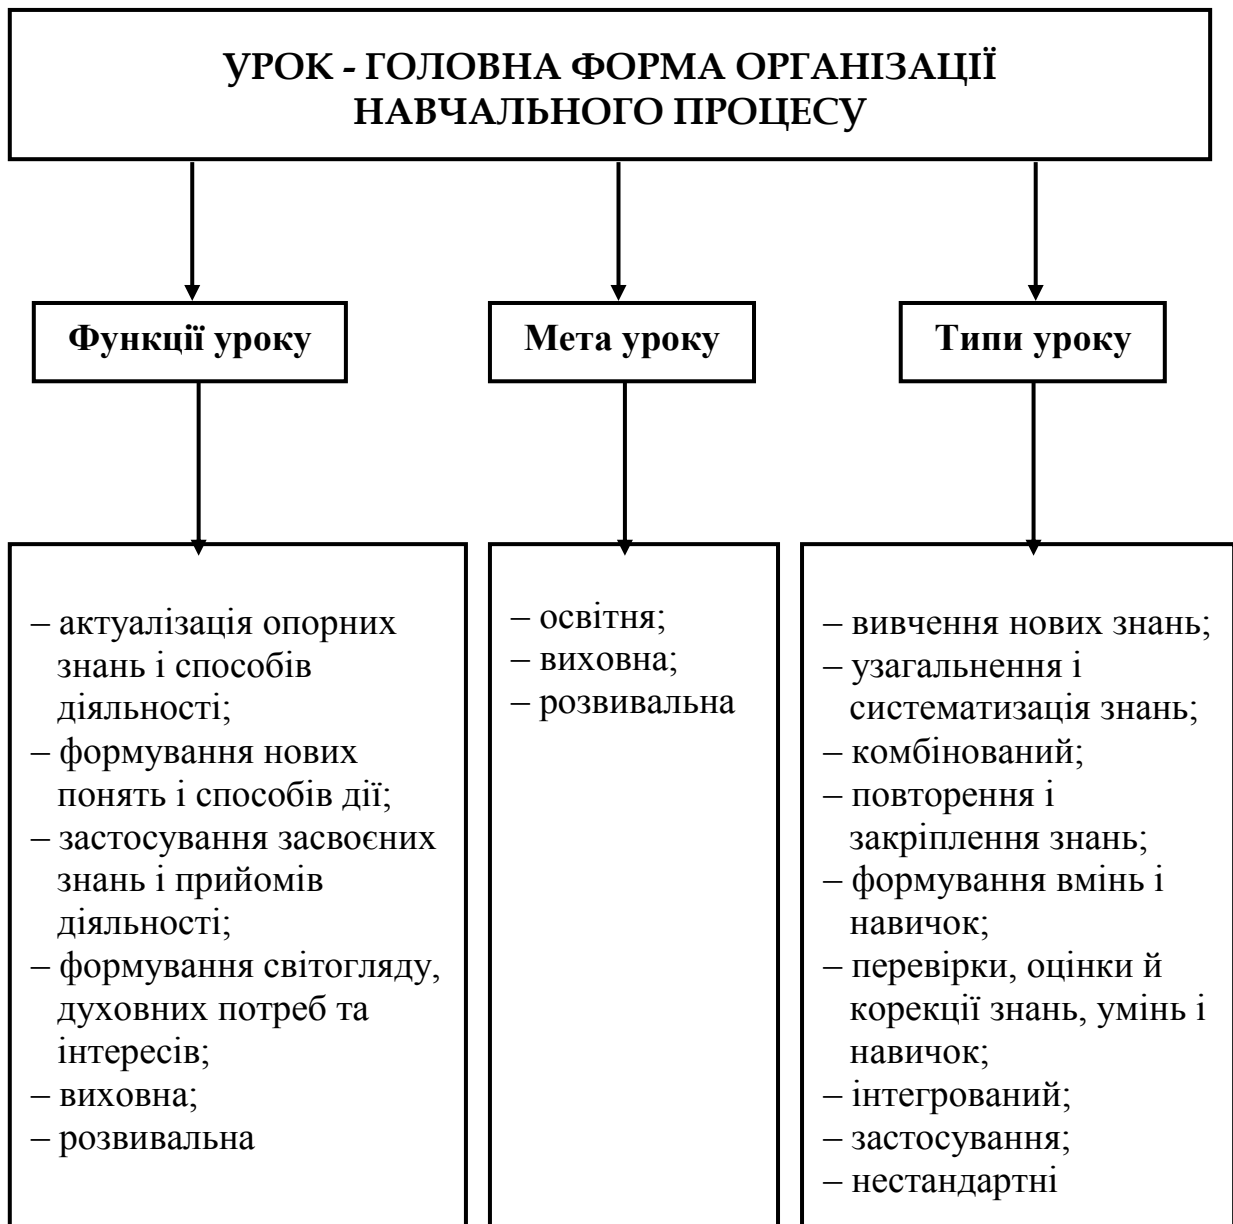 УРОК - ГОЛОВНА ФОРМА ОРГАНІЗАЦІЇ
НАВЧАЛЬНОГО ПРОЦЕСУ
Функції уроку
Мета уроку
Типи уроку
– актуалізація опорних
знань і способів
діяльності;
– формування нових
понять і способів дії;
– застосування засвоєних
знань і прийомів
діяльності;
– формування світогляду,
духовних потреб та
інтересів;
– виховна;
– розвивальна
– освітня;
– виховна;
– розвивальна
– вивчення нових знань;
– узагальнення і
систематизація знань;
– комбінований;
– повторення і
закріплення знань;
– формування вмінь і
навичок;
– перевірки, оцінки й
корекції знань, умінь і
навичок;
– інтегрований;
– застосування;
– нестандартні